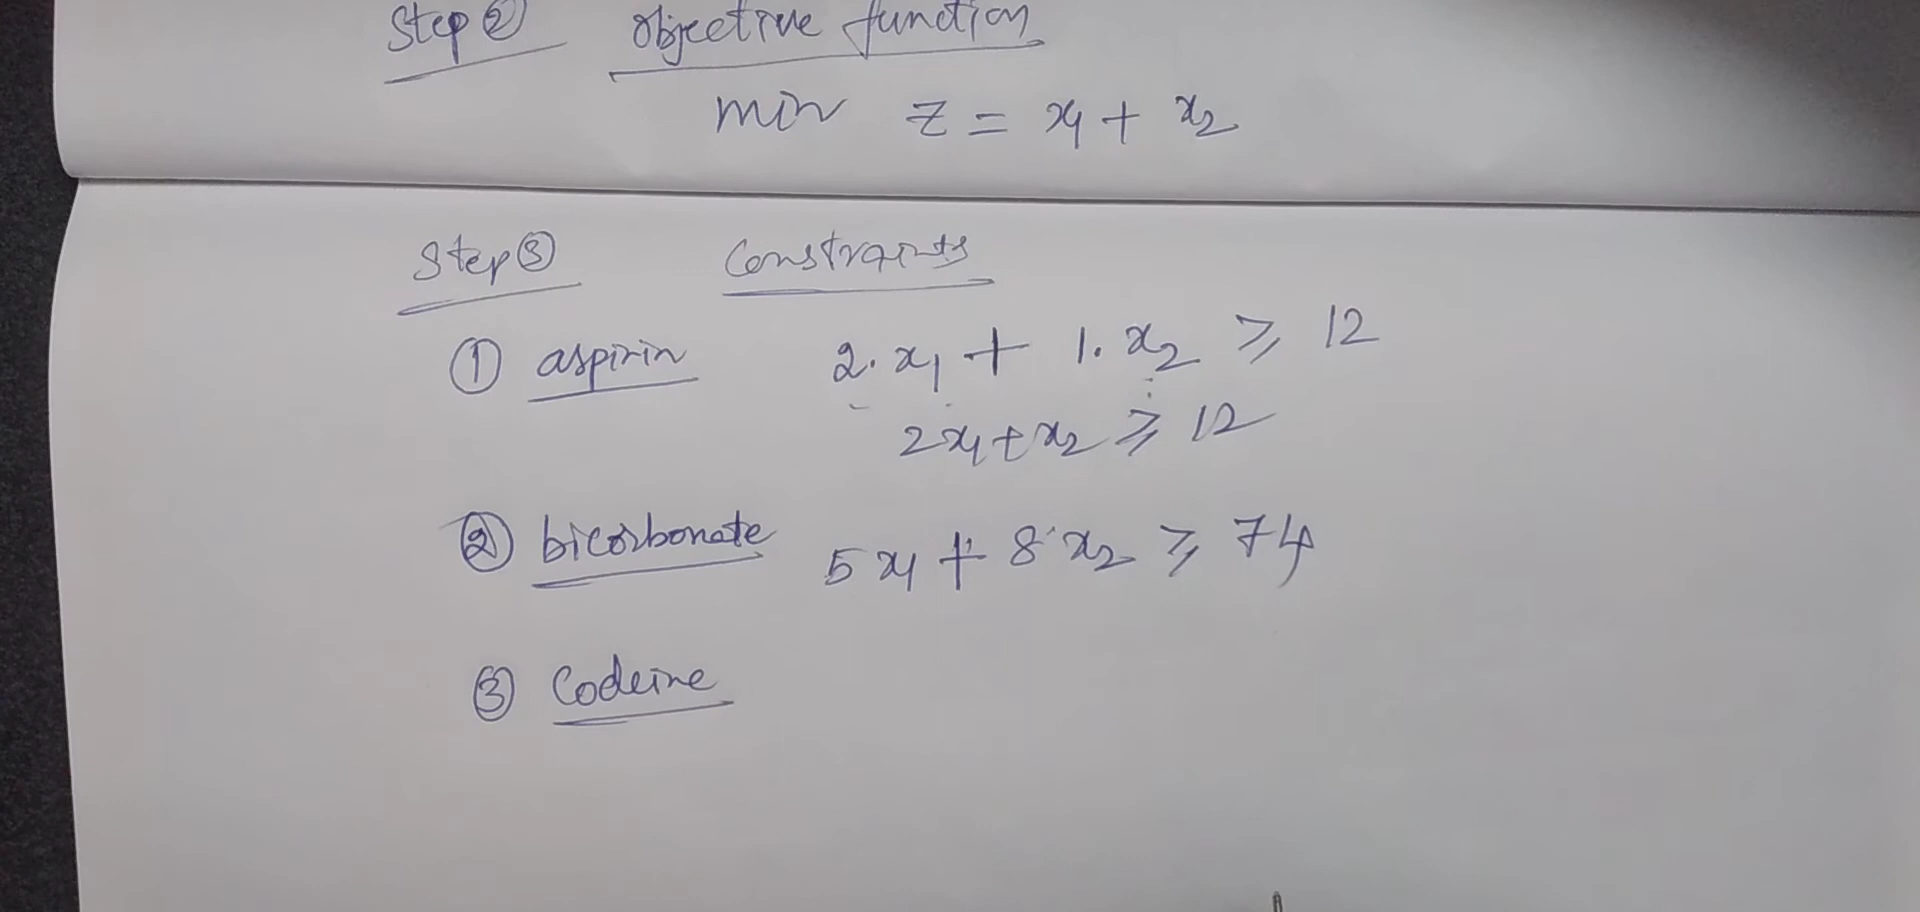 Step ② objective function
min z = x₁ + x₂
Step ③ Constraints
① aspirin 2·x₁ + 1·x₂ ⩾ 12
2x₁ + x₂ ⩾ 12
② bicorbonate 5x₁ + 8x₂ ⩾ 74
③ Codeine